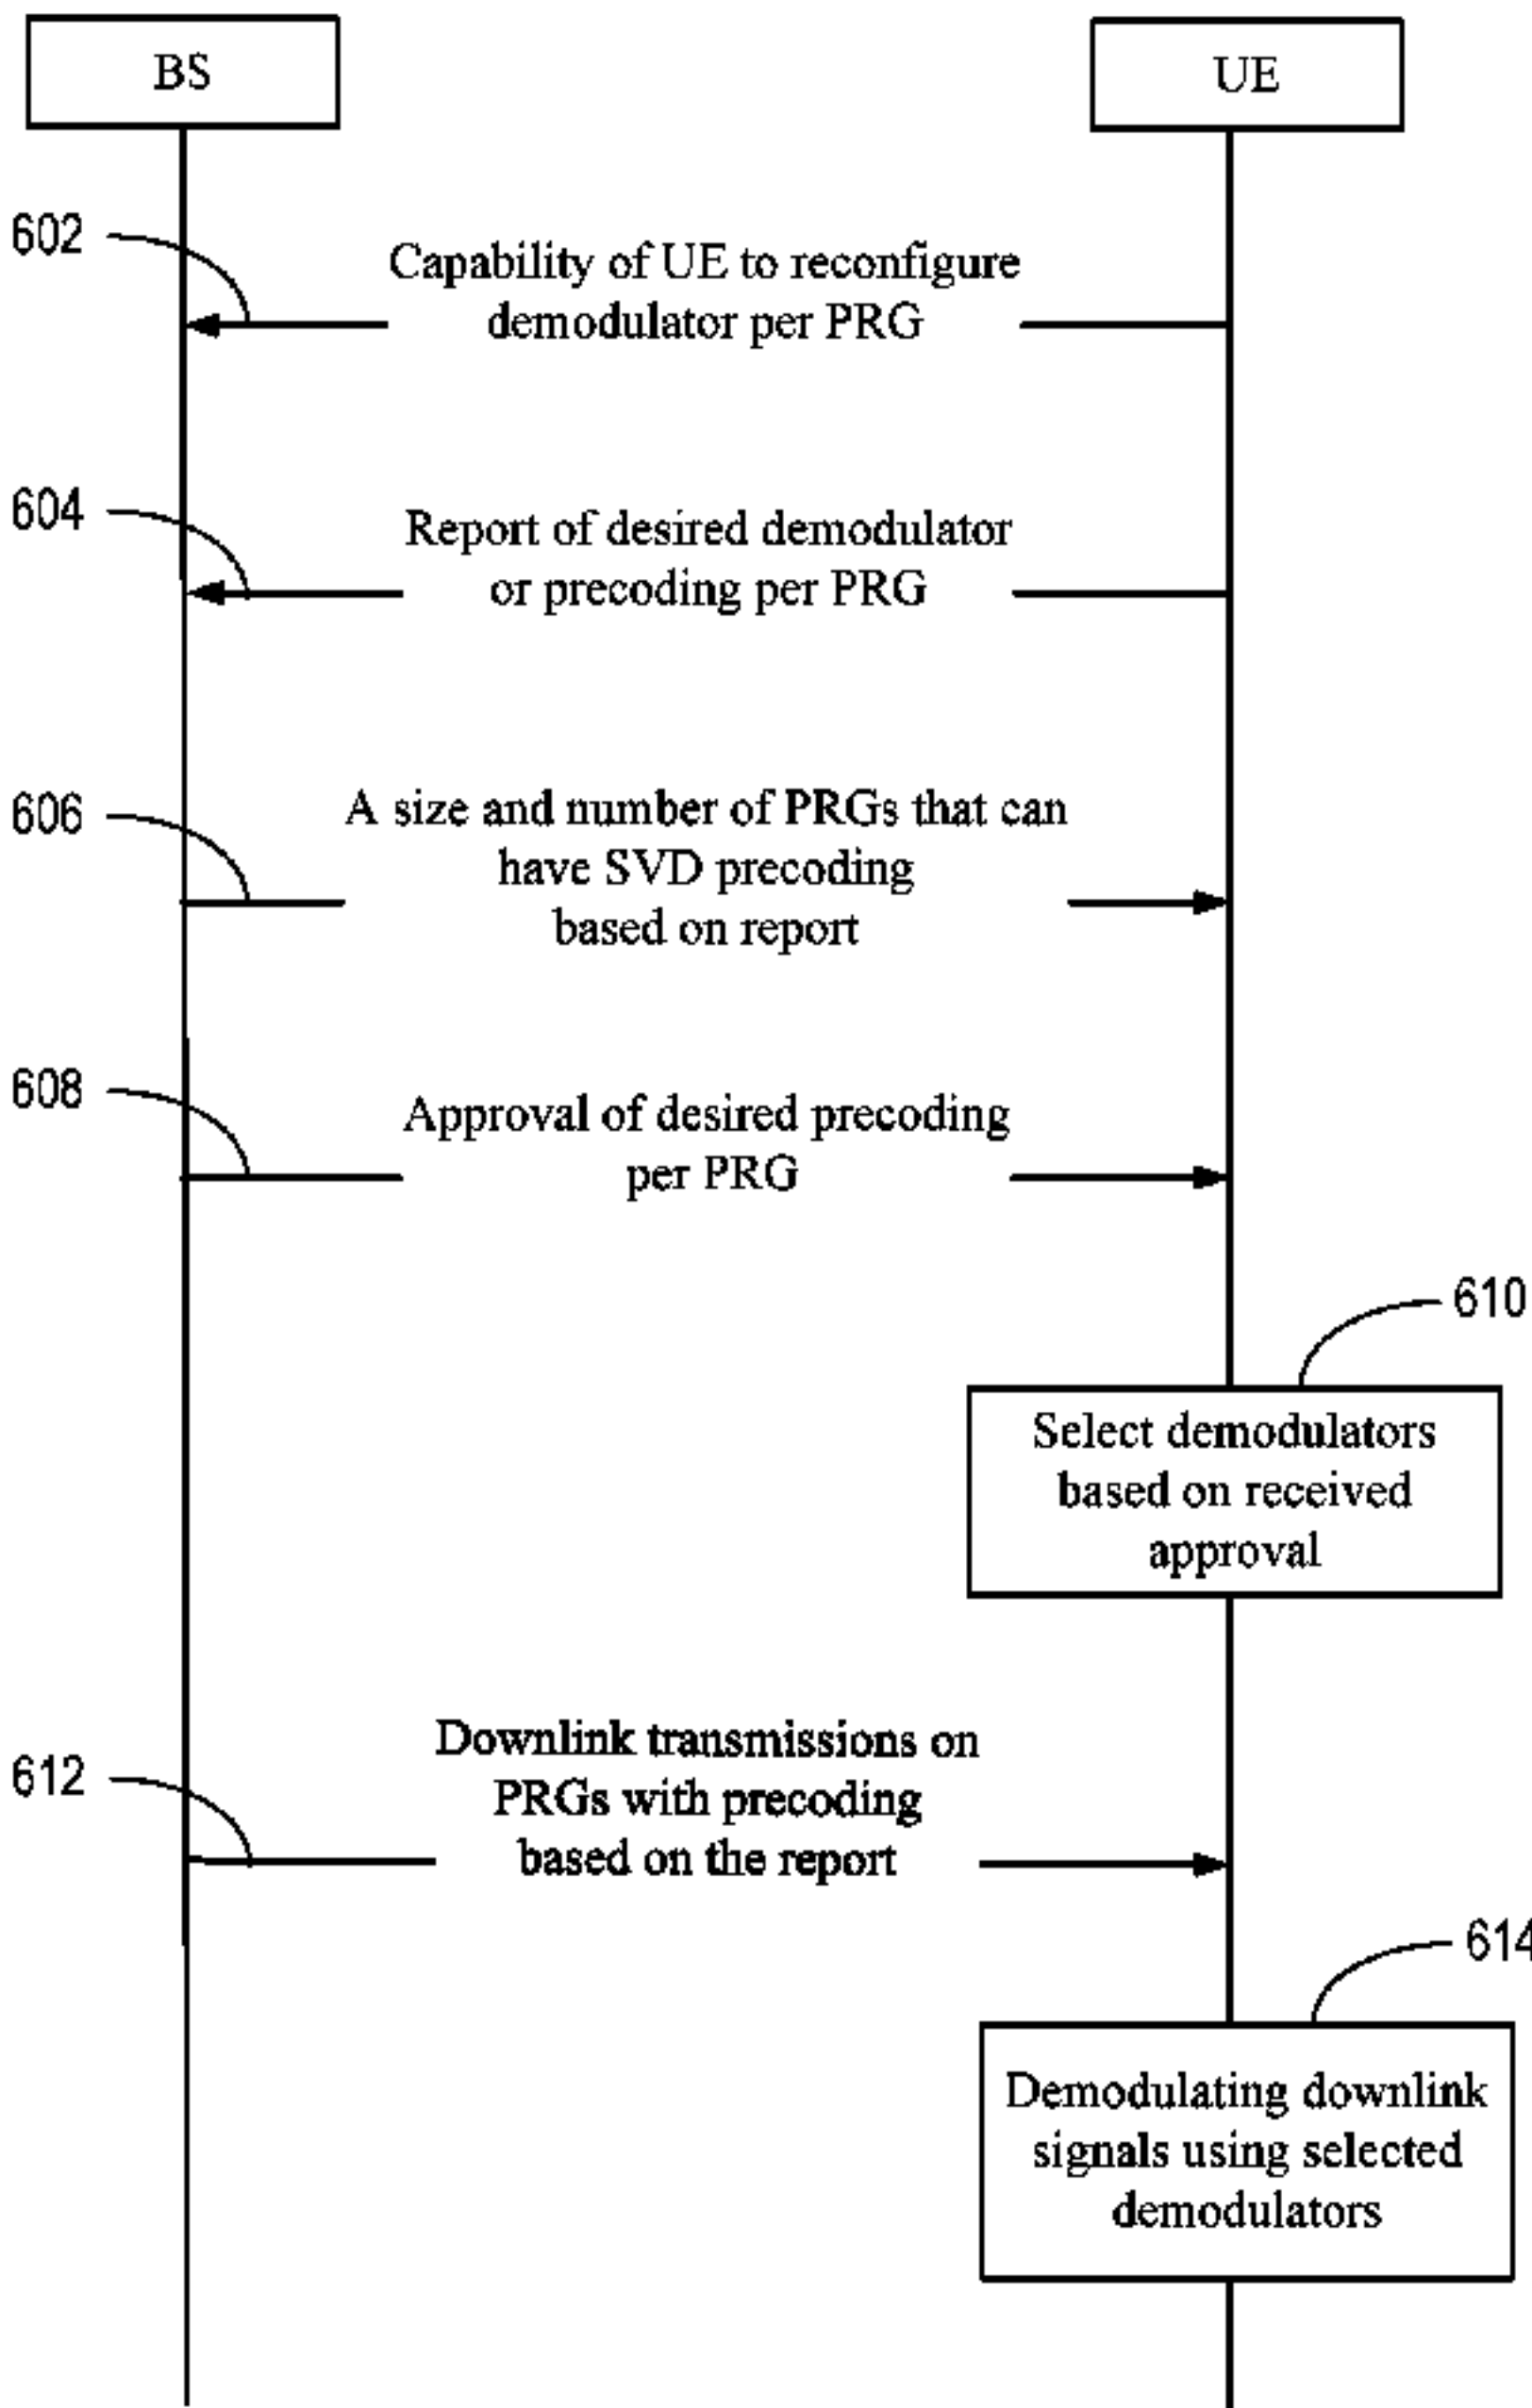 BS
UE
602
Capability of UE to reconfigure
demodulator per PRG
604
Report of desired demodulator
or precoding per PRG
606
A size and number of PRGs that can
have SVD precoding
based on report
608
Approval of desired precoding
per PRG
610
Select demodulators
based on received
approval
612
Downlink transmissions on
PRGs with precoding
based on the report
614
Demodulating downlink
signals using selected
demodulators